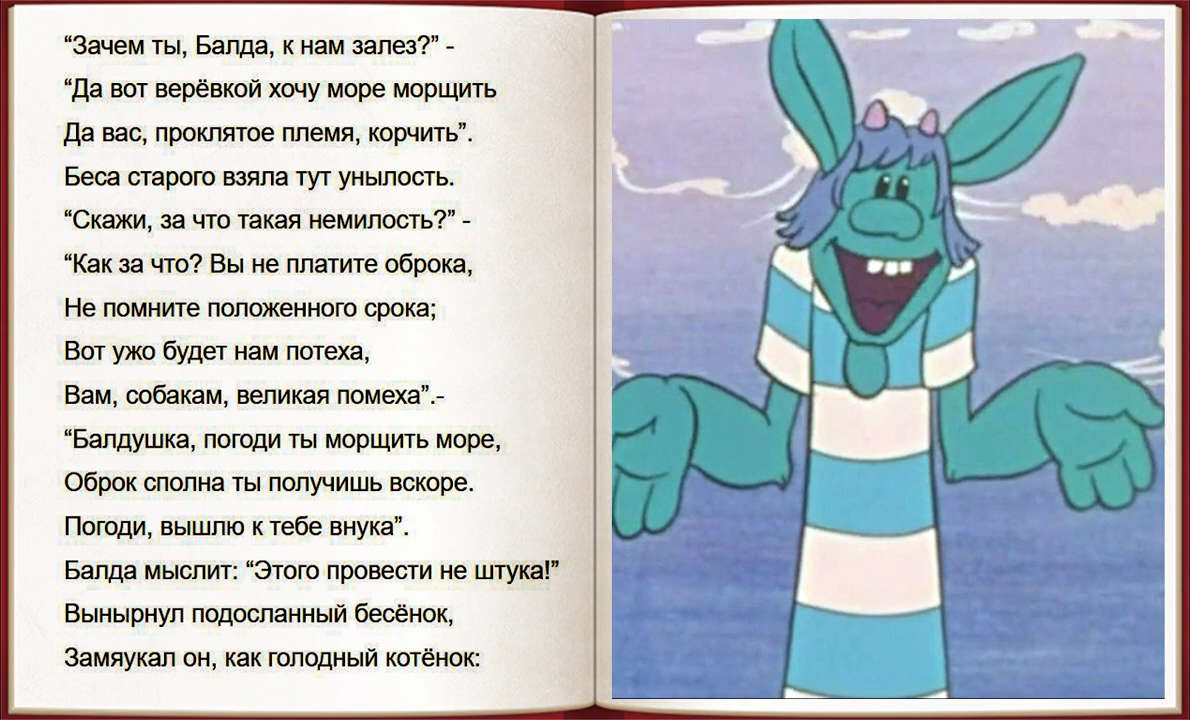 “Зачем ты, Балда, к нам залез?” -
“Да вот верёвкой хочу море морщить
Да вас, проклятое племя, корчить”.
Беса старого взяла тут унылость.
“Скажи, за что такая немилость?” -
“Как за что? Вы не платите оброка,
Не помните положенного срока;
Вот ужо будет нам потеха,
Вам, собакам, великая помеха”.-
“Балдушка, погоди ты морщить море,
Оброк сполна ты получишь вскоре.
Погоди, вышлю к тебе внука”.
Балда мыслит: “Этого провести не штука!”
Вынырнул подосланный бесёнок,
Замяукал он, как голодный котёнок: